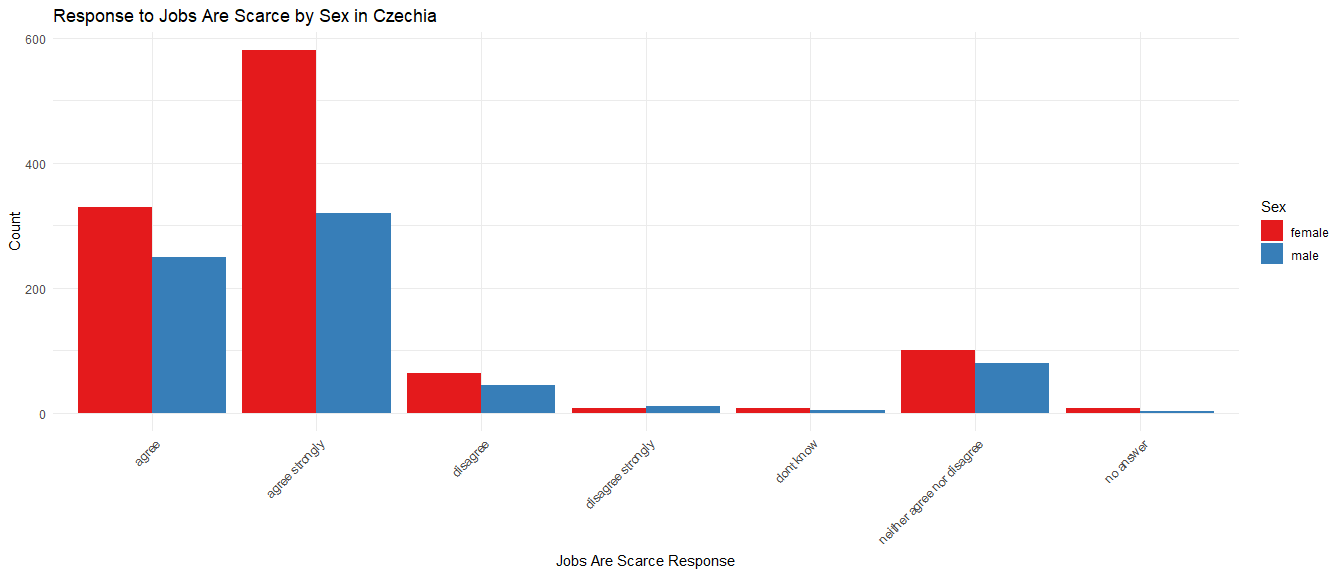 Response to Jobs Are Scarce by Sex in Czechia
600
400
200
0
Count
agree
agree strongly
disagree
disagree strongly
dont know
neither agree nor disagree
no answer
Jobs Are Scarce Response
Sex
female
male